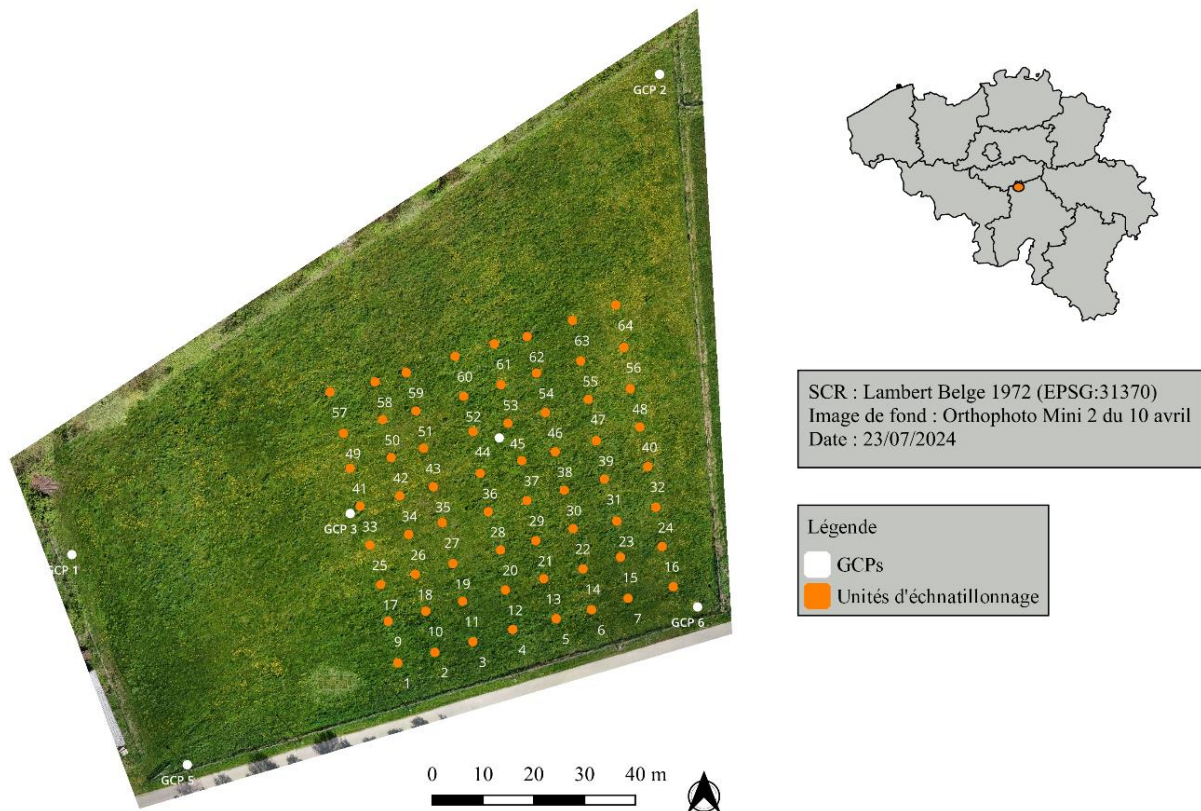 GCP 2
57 58 59 60 61 62 63 64
49 50 51 52 53 54 55 56
41 42 43 44 45 46 47 48
GCP 3
33 34 35 36 37 38 39 40
25 26 27 28 29 30 31 32
GCP 1
17 18 19 20 21 22 23 24
9 10 11 12 13 14 15 16
GCP 6
1 2 3 4 5 6 7
GCP 5
0 10 20 30 40 m
SCR : Lambert Belge 1972 (EPSG:31370)
Image de fond : Orthophoto Mini 2 du 10 avril
Date : 23/07/2024
Légende
GCPs
Unités d'échnatillonnage